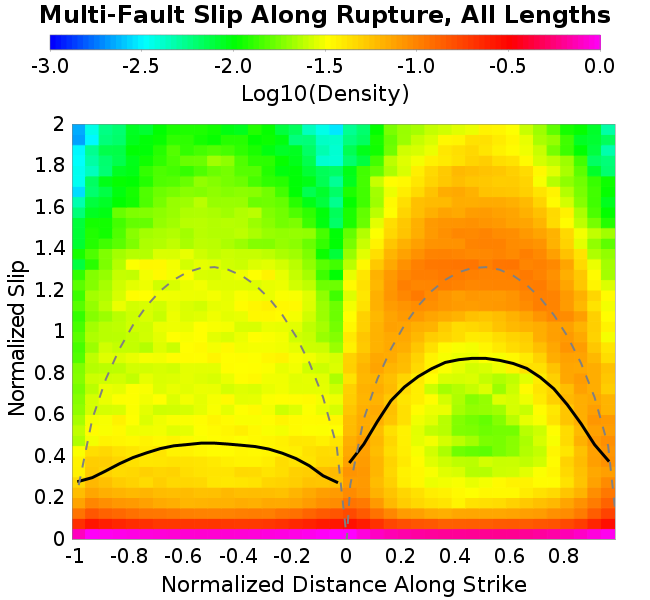 Multi-Fault Slip Along Rupture, All Lengths
-3.0 -2.5 -2.0 -1.5 -1.0 -0.5 0.0
Log10(Density)
2
1.8
1.6
1.4
1.2
1
0.8
0.6
0.4
0.2
0
Normalized Slip
-1 -0.8 -0.6 -0.4 -0.2 0 0.2 0.4 0.6 0.8
Normalized Distance Along Strike